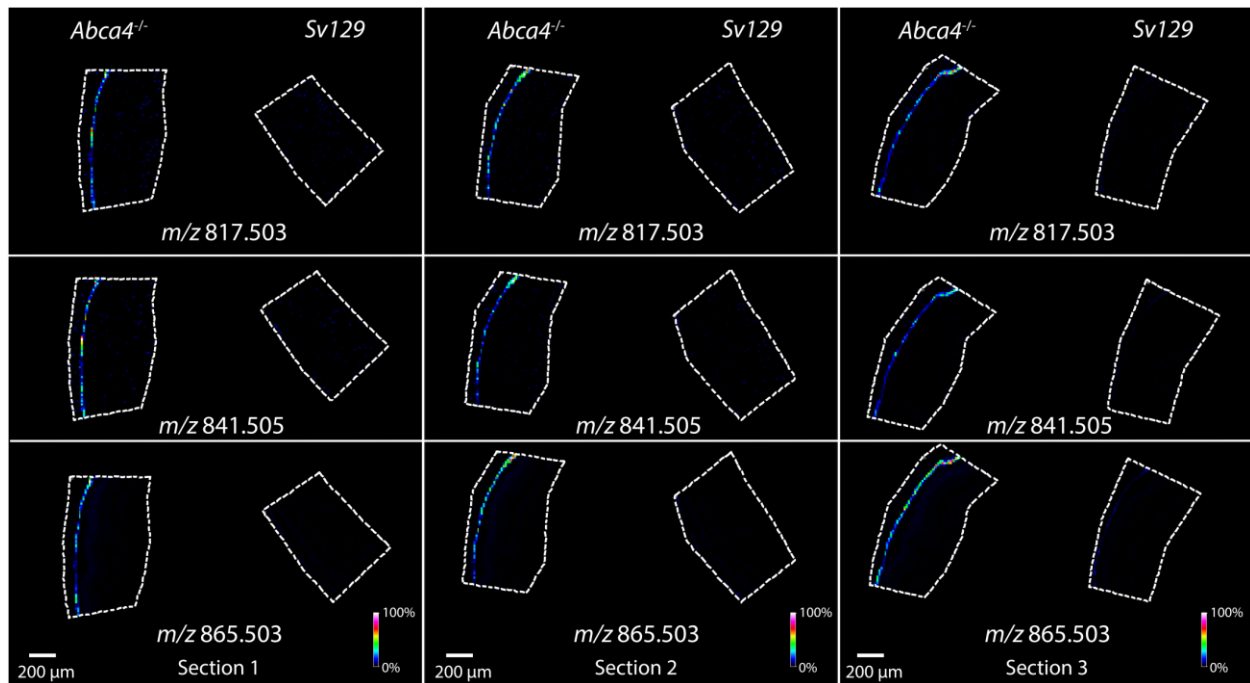 Abca4-/- Sv129 Abca4-/- Sv129 Abca4-/- Sv129
m/z 817.503 m/z 817.503 m/z 817.503
m/z 841.505 m/z 841.505 m/z 841.505
100% 100%
m/z 865.503 m/z 865.503 m/z 865.503
0% 0%
200 µm Section 1 200 µm Section 2 200 µm Section 3